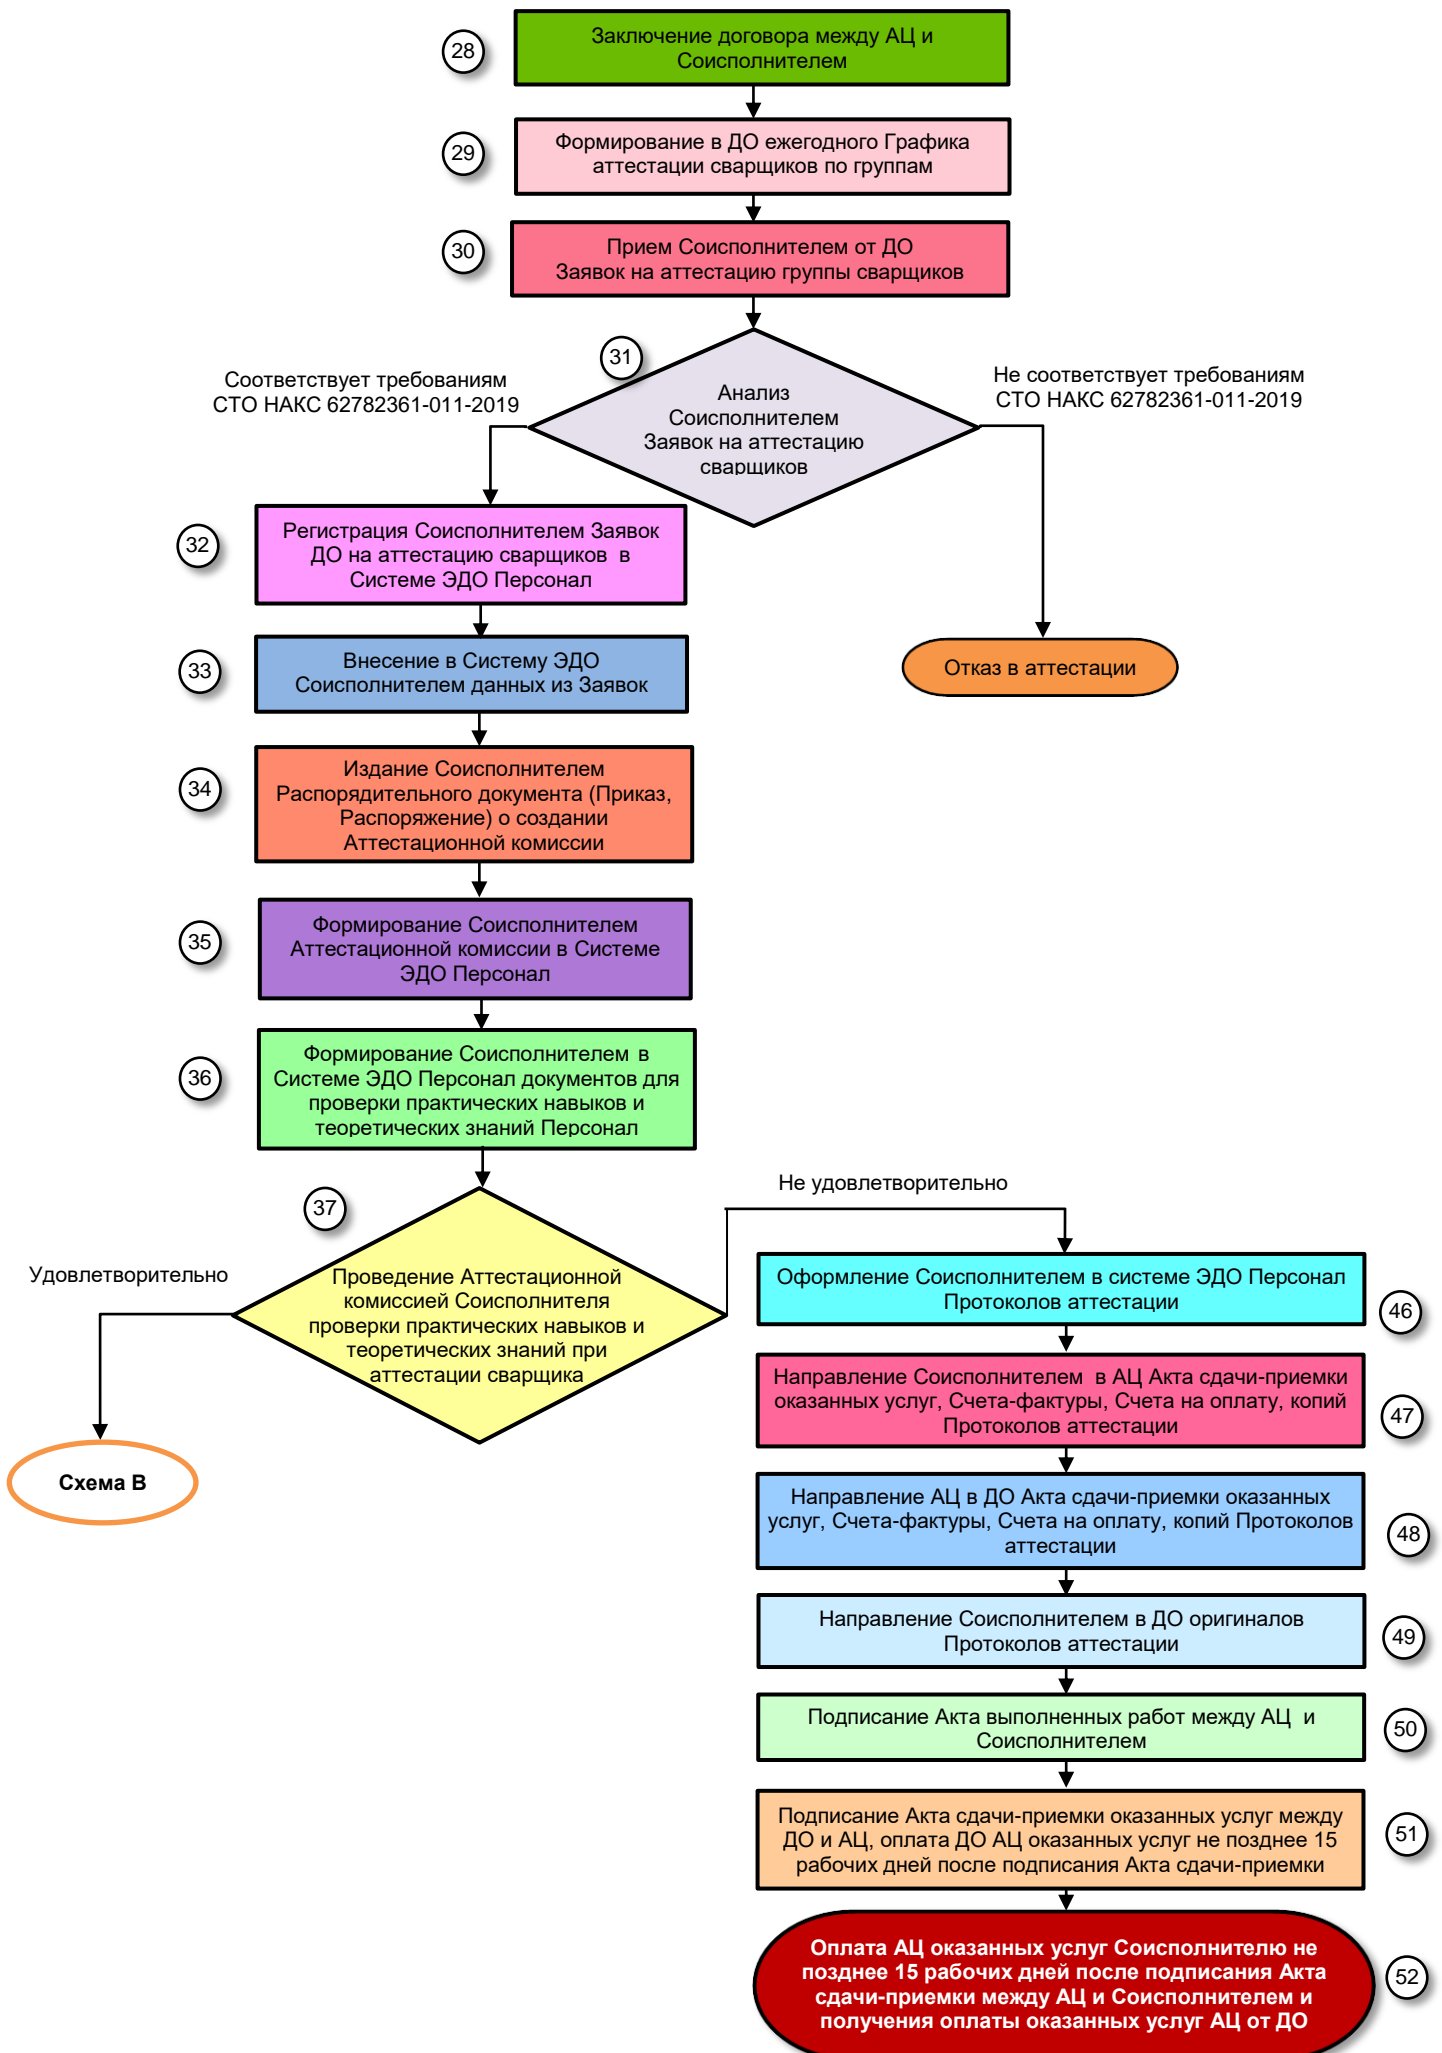 28
Заключение договора между АЦ и
Соисполнителем
29
Формирование в ДО ежегодного Графика
аттестации сварщиков по группам
30
Прием Соисполнителем от ДО
Заявок на аттестацию группы сварщиков
31
Соответствует требованиям
СТО НАКС 62782361-011-2019
Не соответствует требованиям
СТО НАКС 62782361-011-2019
Анализ
Соисполнителем
Заявок на аттестацию
сварщиков
32
Регистрация Соисполнителем Заявок
ДО на аттестацию сварщиков в
Системе ЭДО Персонал
33
Внесение в Систему ЭДО
Соисполнителем данных из Заявок
Отказ в аттестации
34
Издание Соисполнителем
Распорядительного документа (Приказ,
Распоряжение) о создании
Аттестационной комиссии
35
Формирование Соисполнителем
Аттестационной комиссии в Системе
ЭДО Персонал
36
Формирование Соисполнителем в
Системе ЭДО Персонал документов для
проверки практических навыков и
теоретических знаний Персонал
37
Не удовлетворительно
Удовлетворительно
Проведение Аттестационной
комиссией Соисполнителя
проверки практических навыков и
теоретических знаний при
аттестации сварщика
Схема В
Оформление Соисполнителем в системе ЭДО Персонал
Протоколов аттестации
46
Направление Соисполнителем в АЦ Акта сдачи-приемки
оказанных услуг, Счета-фактуры, Счета на оплату, копий
Протоколов аттестации
47
Направление АЦ в ДО Акта сдачи-приемки оказанных
услуг, Счета-фактуры, Счета на оплату, копий Протоколов
аттестации
48
Направление Соисполнителем в ДО оригиналов
Протоколов аттестации
49
Подписание Акта выполненных работ между АЦ и
Соисполнителем
50
Подписание Акта сдачи-приемки оказанных услуг между
ДО и АЦ, оплата ДО АЦ оказанных услуг не позднее 15
рабочих дней после подписания Акта сдачи-приемки
51
Оплата АЦ оказанных услуг Соисполнителю не
позднее 15 рабочих дней после подписания Акта
сдачи-приемки между АЦ и Соисполнителем и
получения оплаты оказанных услуг АЦ от ДО
52